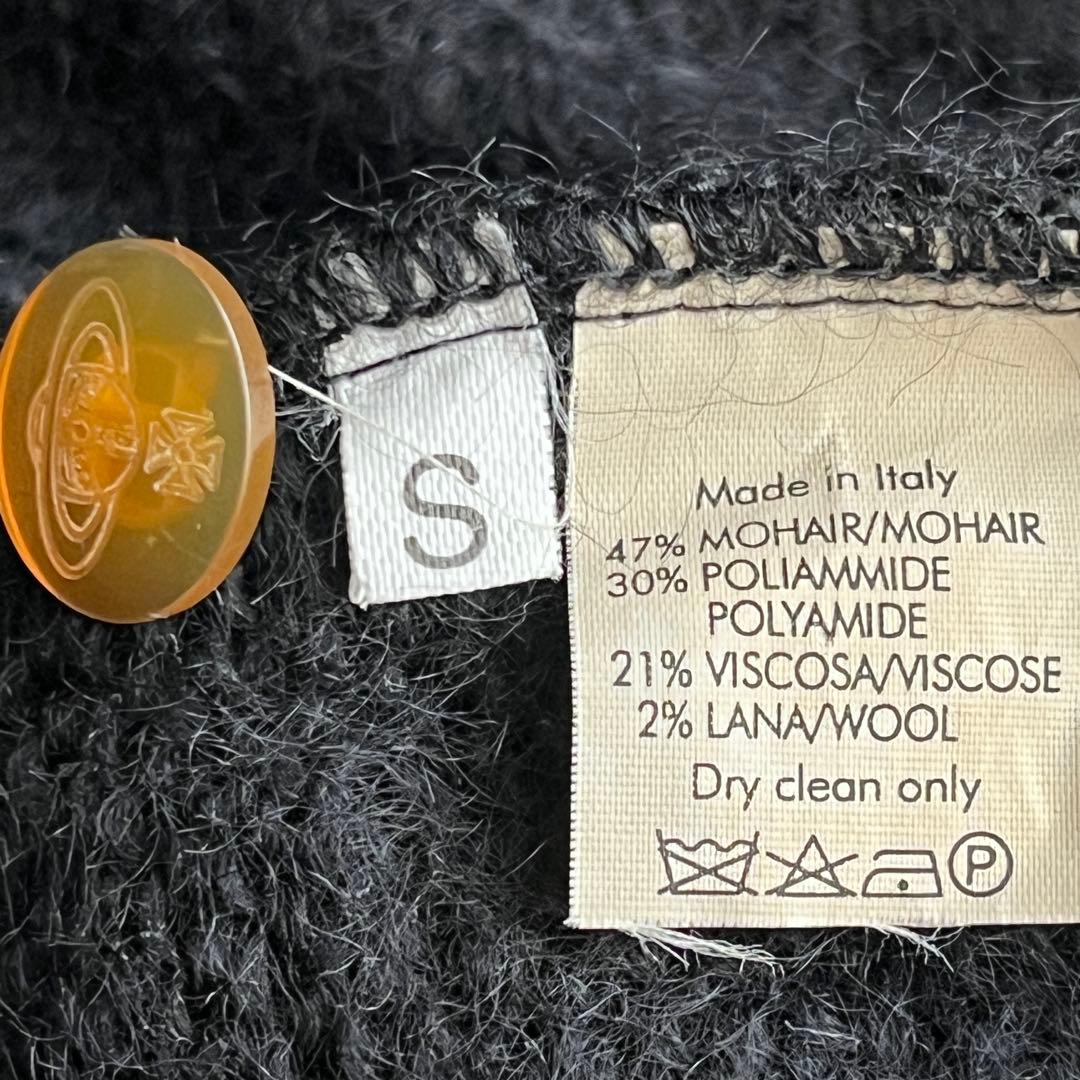 S
Made in Italy
47% MOHAIR/MOHAIR
30% POLIAMMIDE
POLYAMIDE
21% VISCOSA/VISCOSE
2% LANA/WOOL
Dry clean only
P